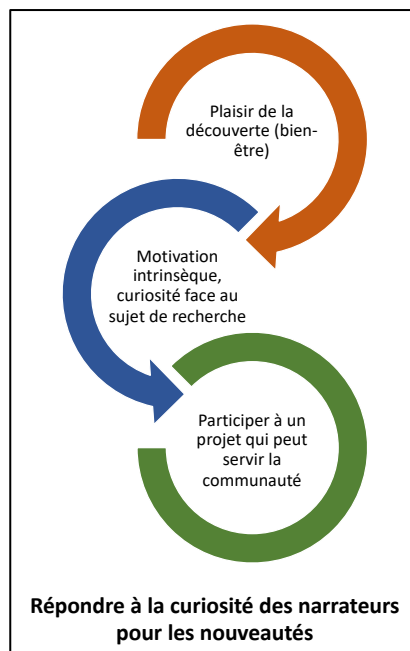 Plaisir de la
découverte (bien-
être)
Motivation
intrinsèque,
curiosité face au
sujet de recherche
Participer à un
projet qui peut
servir la
communauté
Répondre à la curiosité des narrateurs
pour les nouveautés